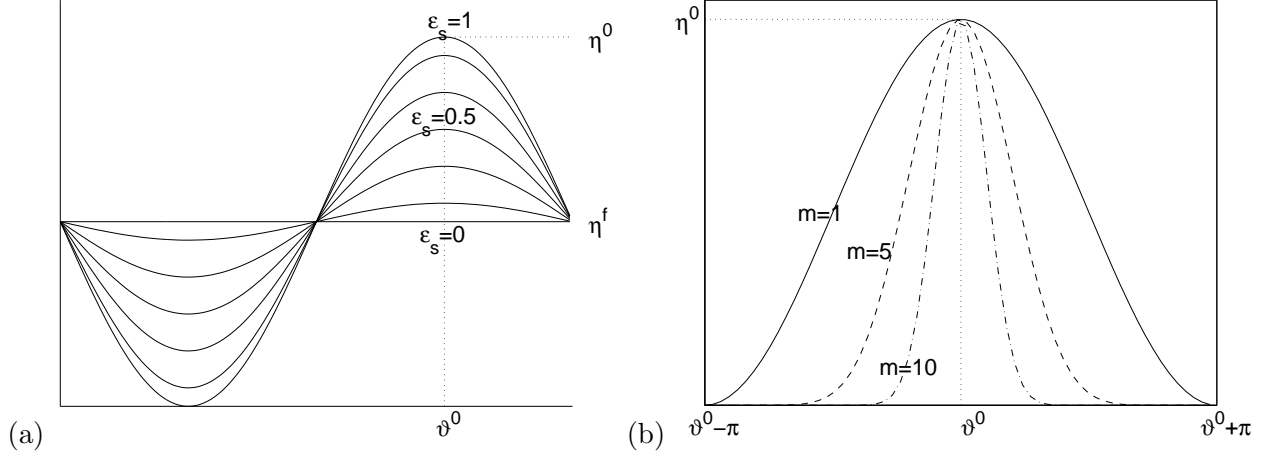 ε_s=1
η^0
ε_s=0.5
η^f
ε_s=0
ϑ^0
(a)
η^0
m=1
m=5
m=10
ϑ^0−π
ϑ^0
ϑ^0+π
(b)